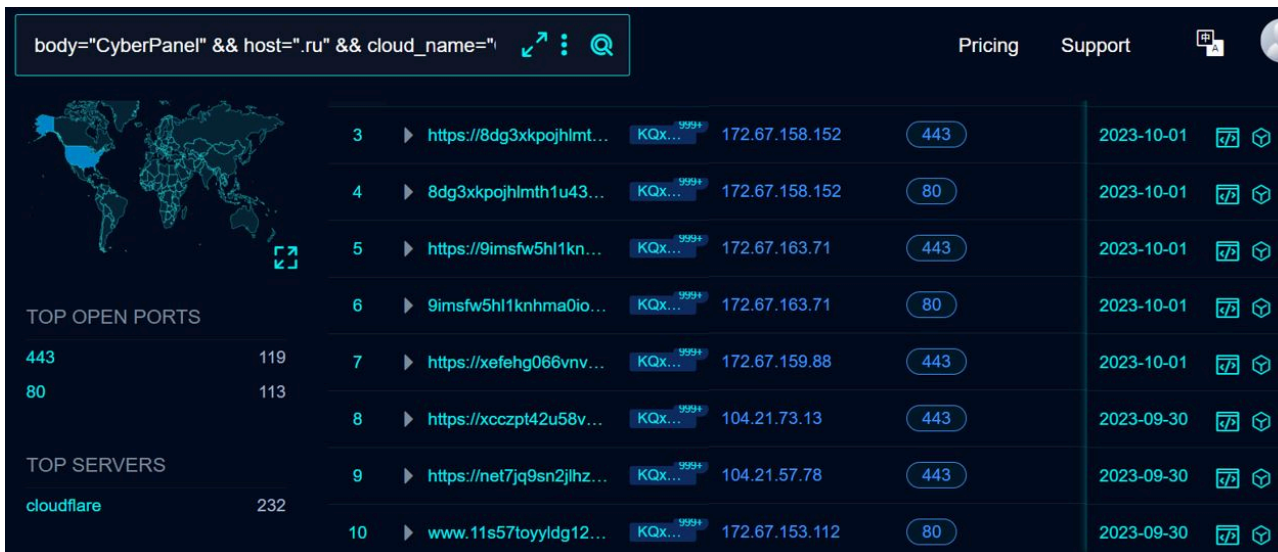 body="CyberPanel" && host=".ru" && cloud_name="
Pricing
Support
中
A
3 https://8dg3xkpojhlmt... KQx... 999+ 172.67.158.152 443 2023-10-01
4 8dg3xkpojhlmth1u43... KQx... 999+ 172.67.158.152 80 2023-10-01
5 https://9imsfw5hl1kn... KQx... 999+ 172.67.163.71 443 2023-10-01
6 9imsfw5hl1knhma0io... KQx... 999+ 172.67.163.71 80 2023-10-01
7 https://xefehg066vnv... KQx... 999+ 172.67.159.88 443 2023-10-01
8 https://xcczpt42u58v... KQx... 999+ 104.21.73.13 443 2023-09-30
9 https://net7jq9sn2jlhz... KQx... 999+ 104.21.57.78 443 2023-09-30
10 www.11s57toyyldg12... KQx... 999+ 172.67.153.112 80 2023-09-30
TOP OPEN PORTS
443 119
80 113
TOP SERVERS
cloudflare 232